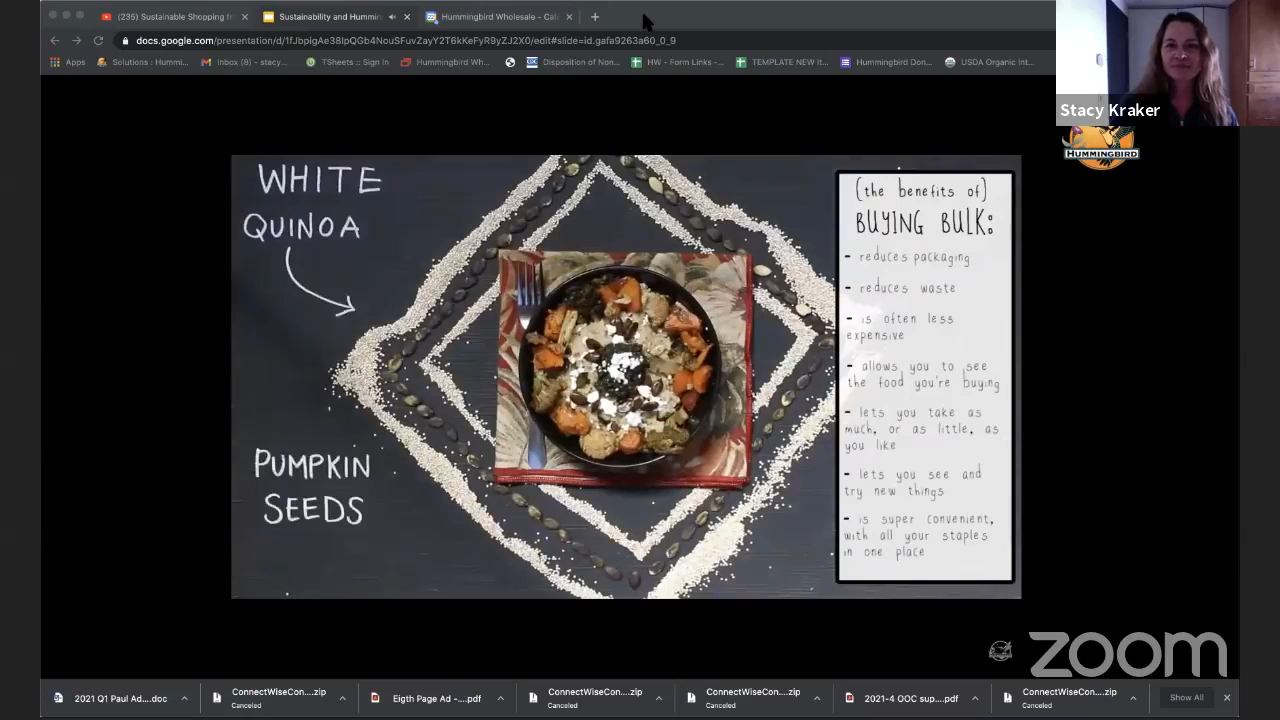 (235) Sustainable Shopping fr
Sustainability and Hummin
Hummingbird Wholesale - Cal
docs.google.com/presentation/d/1fJbpigAe38lpQGb4NouSFuvZayY2T6kKeFyR9yZJ2X0/edit#slide=id.gafa9263a60_0_9
Apps
Solutions : Hummi...
Inbox (8) - stacy...
TSheets :: Sign In
Hummingbird Wh...
Disposition of Non...
HW - Form Links -...
TEMPLATE NEW It...
Hummingbird Don...
USDA Organic Int...
Stacy Kraker
HUMMINGBIRD
WHITE
QUINOA
PUMPKIN
SEEDS
(the benefits of)
BUYING BULK:
- reduces packaging
- reduces waste
- is often less
expensive
- allows you to see
the food you're buying
- lets you take as
much, or as little, as
you like
- lets you see and
try new things
- is super convenient,
with all your staples
in one place
zoom
2021 Q1 Paul Ad....doc
ConnectWiseCon....zip
Canceled
Eigth Page Ad -....pdf
ConnectWiseCon....zip
Canceled
ConnectWiseCon....zip
Canceled
2021-4 OOC sup....pdf
ConnectWiseCon....zip
Canceled
Show All